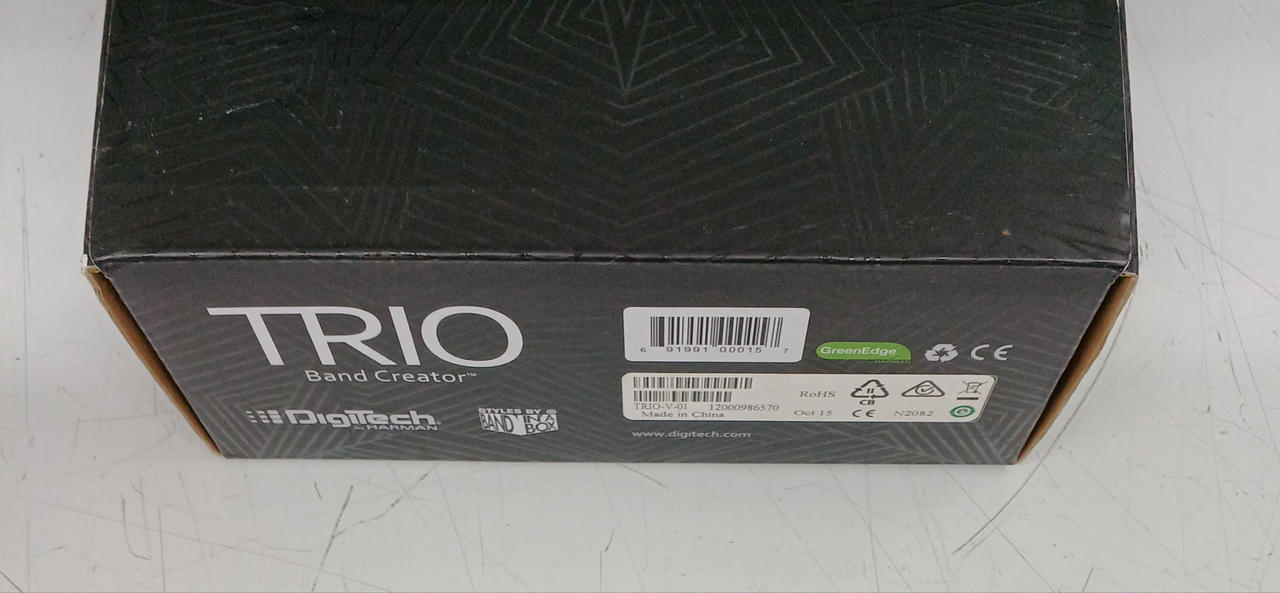 TRIO
Band Creator™
DigiTech®
by HARMAN
STYLES BY ®
BAND IN A BOX
6 91991 00015 7
GreenEdge
CE
TRIO-V-01 12000986570
Made in China
RoHS
CB
Oct 15 CE N2082
www.digitech.com